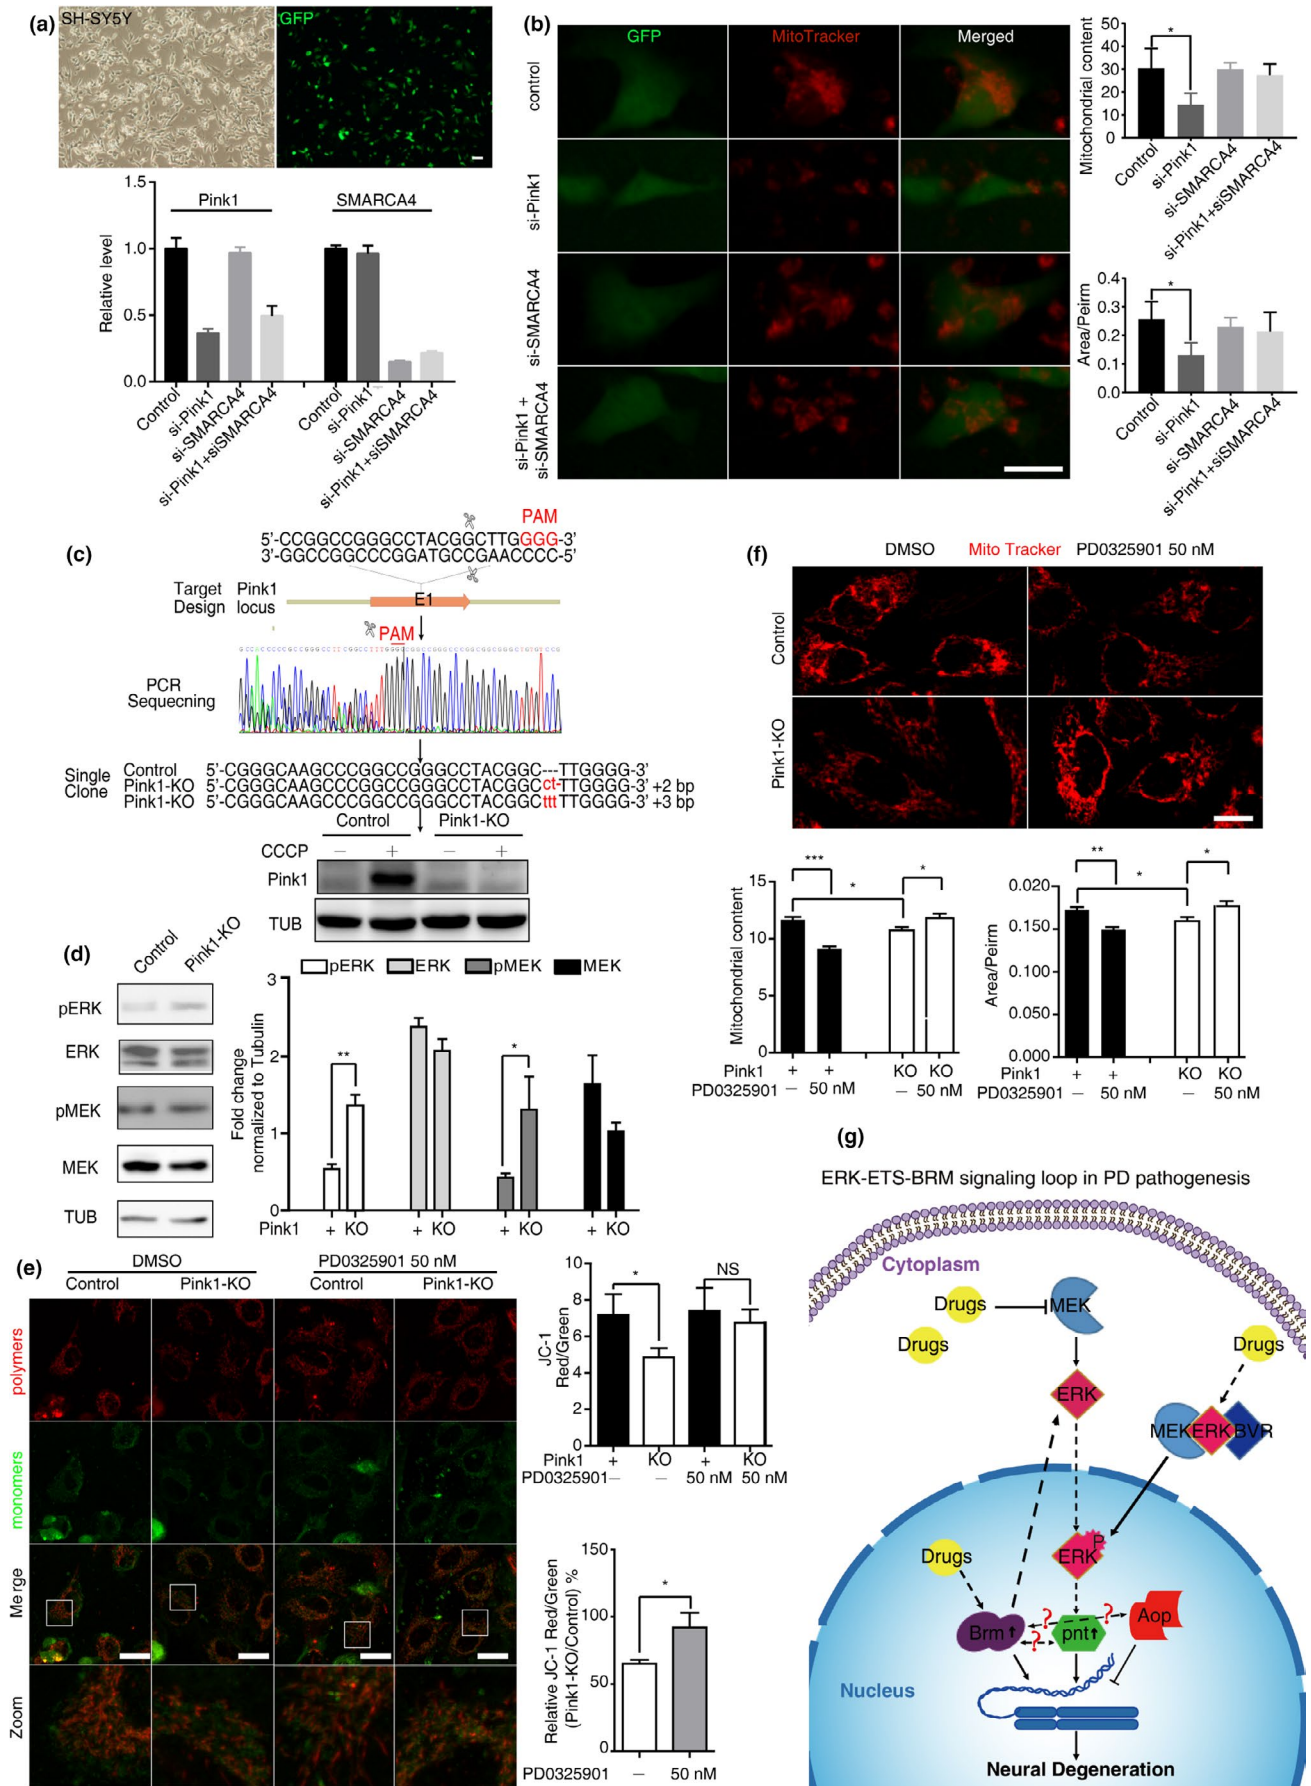 (a)
SH-SY5Y
GFP
1.5
1.0
0.5
0.0
Relative level
Pink1
SMARCA4
Control
si-Pink1
si-SMARCA4
si-Pink1+siSMARCA4
Control
si-Pink1
si-SMARCA4
si-Pink1+siSMARCA4
(b)
GFP
MitoTracker
Merged
control
si-Pink1
si-SMARCA4
si-Pink1 +
si-SMARCA4
Mitochondrial content
50
40
30
20
10
0
*
Control
si-Pink1
si-SMARCA4
si-Pink1+siSMARCA4
Area/Peirm
0.4
0.3
0.2
0.1
0.0
*
Control
si-Pink1
si-SMARCA4
si-Pink1+siSMARCA4
(c)
PAM
5'-CCGGCCGGGCCTACGGCTTGGGG-3'
3'-GGCCGGCCCGGATGCCGAACCCC-5'
Target
Design
Pink1
locus
E1
PAM
PCR
Sequecning
Single
Clone
Control 5'-CGGGCAAGCCCGGCCGGGCCTACGGC---TTGGGG-3'
Pink1-KO 5'-CGGGCAAGCCCGGCCGGGCCTACGGCct-TTGGGG-3' +2 bp
Pink1-KO 5'-CGGGCAAGCCCGGCCGGGCCTACGGCtttTTGGGG-3' +3 bp
Control Pink1-KO
CCCP − + − +
Pink1
TUB
(d)
Control
Pink1-KO
pERK
ERK
pMEK
MEK
TUB
pERK ERK pMEK MEK
Fold change
normalized to Tubulin
3
2
1
0
**
*
Pink1 + KO + KO + KO + KO
(e)
DMSO
PD0325901 50 nM
Control Pink1-KO Control Pink1-KO
polymers
monomers
Merge
Zoom
JC-1
Red/Green
10
8
6
4
2
0
*
NS
Pink1 + KO + KO
PD0325901 − − 50 nM 50 nM
Relative JC-1 Red/Green
(Pink1-KO/Control) %
150
100
50
0
*
PD0325901 − 50 nM
(f)
DMSO
Mito Tracker
PD0325901 50 nM
Control
Pink1-KO
Mitochondrial content
15
10
5
0
***
*
*
Pink1 + + KO KO
PD0325901 − 50 nM − 50 nM
Area/Peirm
0.020
0.150
0.100
0.050
0.000
**
*
*
Pink1 + + KO KO
PD0325901 − 50 nM − 50 nM
(g)
ERK-ETS-BRM signaling loop in PD pathogenesis
Cytoplasm
Drugs
MEK
Drugs
Drugs
ERK
MEK
ERK
BVR
P
ERK
Drugs
Brm
?
?
pnt
?
Aop
Nucleus
Neural Degeneration